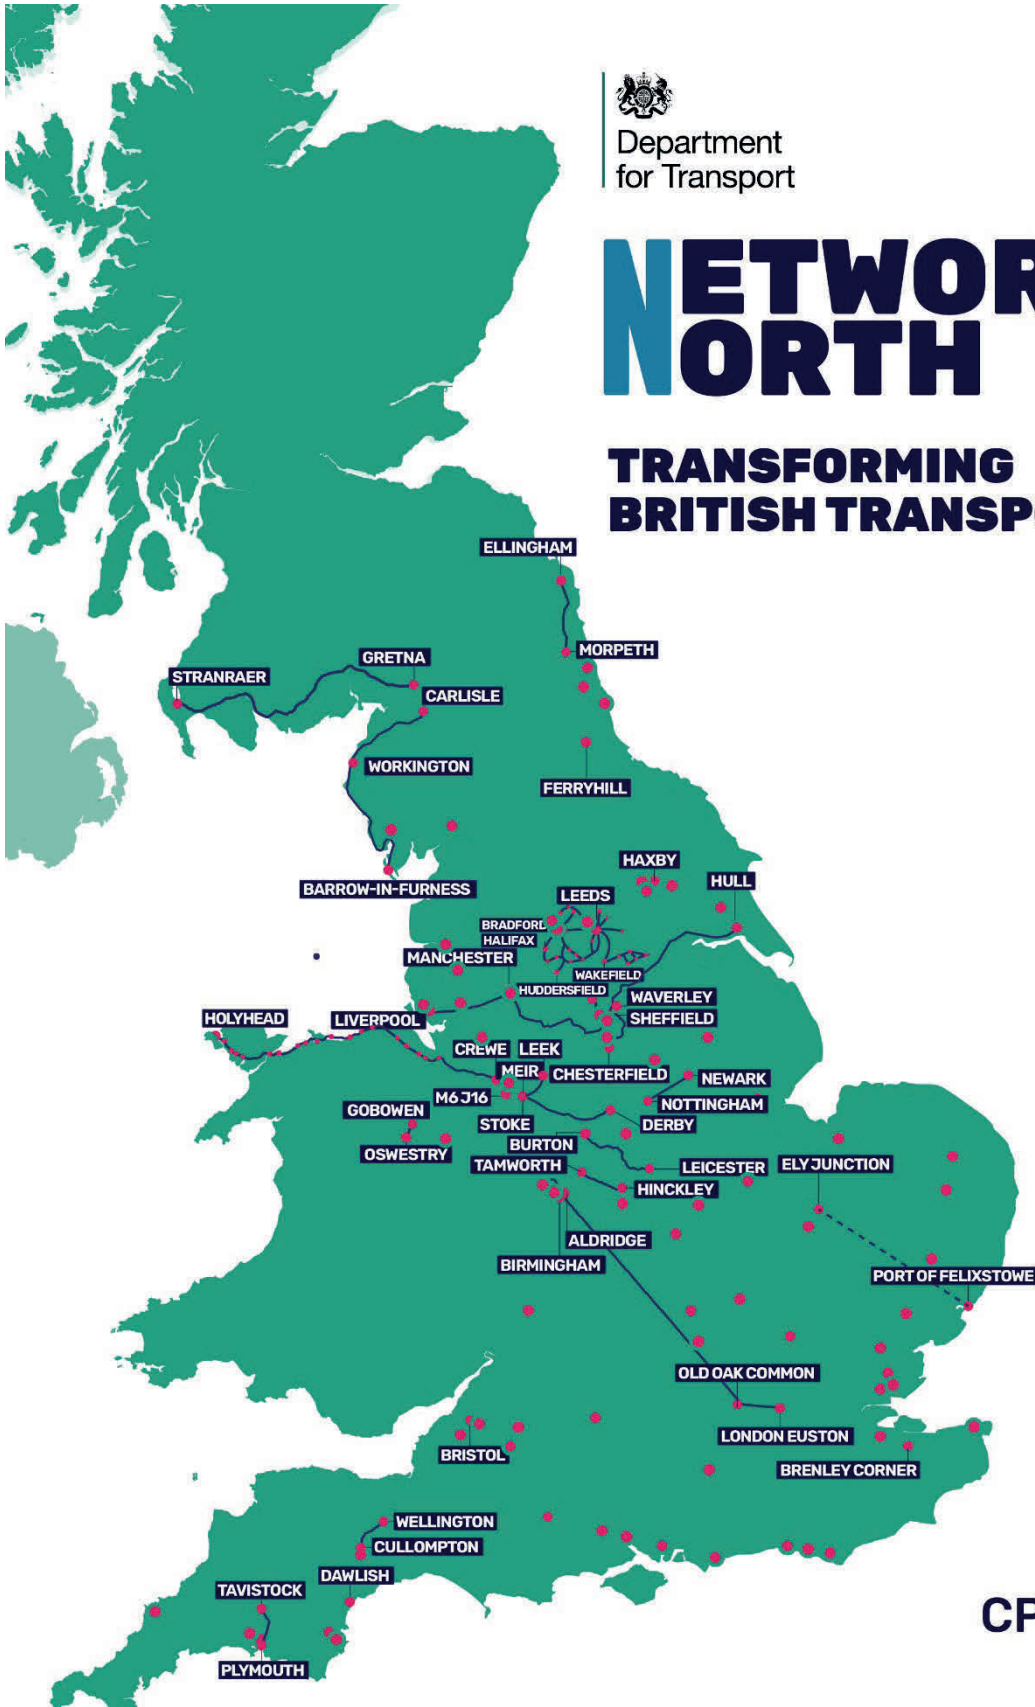 Department
for Transport
NETWOR
NORTH
TRANSFORMING
BRITISH TRANSP
ELLINGHAM
MORPETH
GRETNA
STRANRAER
CARLISLE
WORKINGTON
FERRYHILL
HAXBY
HULL
BARROW-IN-FURNESS
LEEDS
BRADFORD
HALIFAX
MANCHESTER
WAKEFIELD
HUDDERSFIELD
WAVERLEY
HOLYHEAD
LIVERPOOL
SHEFFIELD
CREWE
LEEK
MEIR
CHESTERFIELD
NEWARK
M6 J16
NOTTINGHAM
GOBOWEN
STOKE
DERBY
BURTON
OSWESTRY
TAMWORTH
LEICESTER
ELY JUNCTION
HINCKLEY
ALDRIDGE
BIRMINGHAM
PORT OF FELIXSTOWE
OLD OAK COMMON
LONDON EUSTON
BRISTOL
BRENLEY CORNER
WELLINGTON
CULLOMPTON
DAWLISH
TAVISTOCK
CP
PLYMOUTH